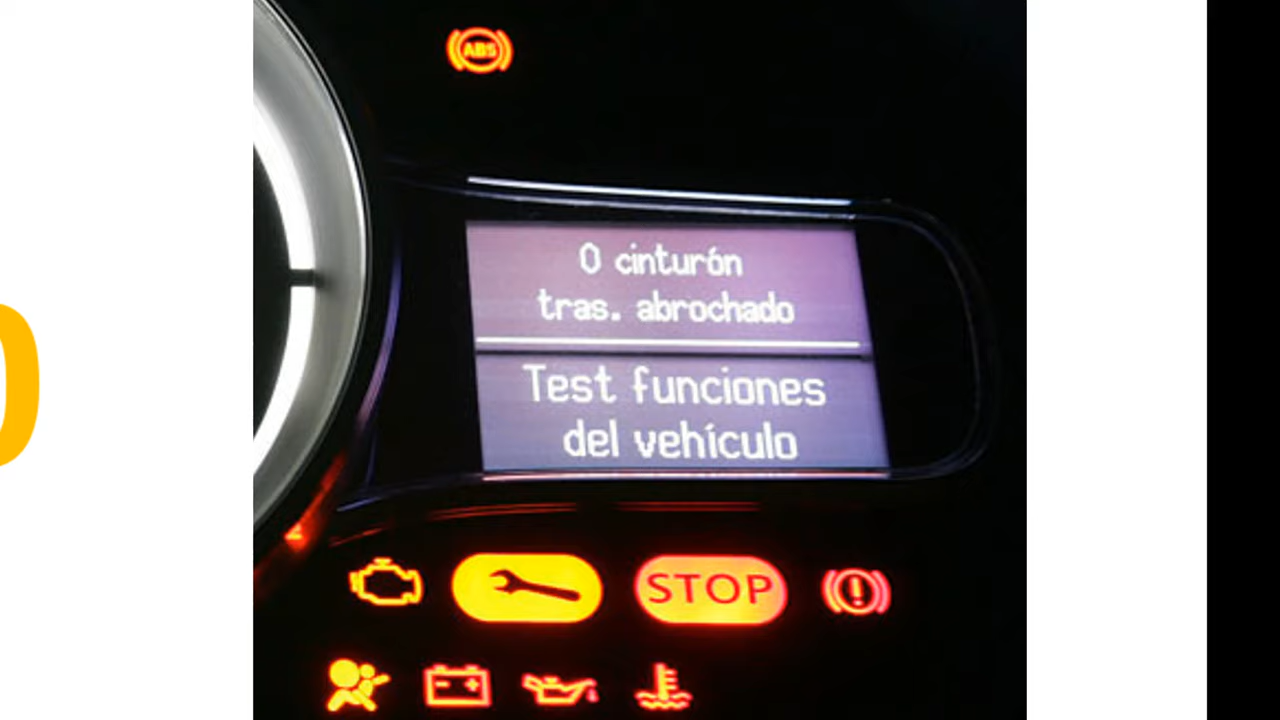 ABS
0 cinturón
tras. abrochado
Test funciones
del vehículo
STOP